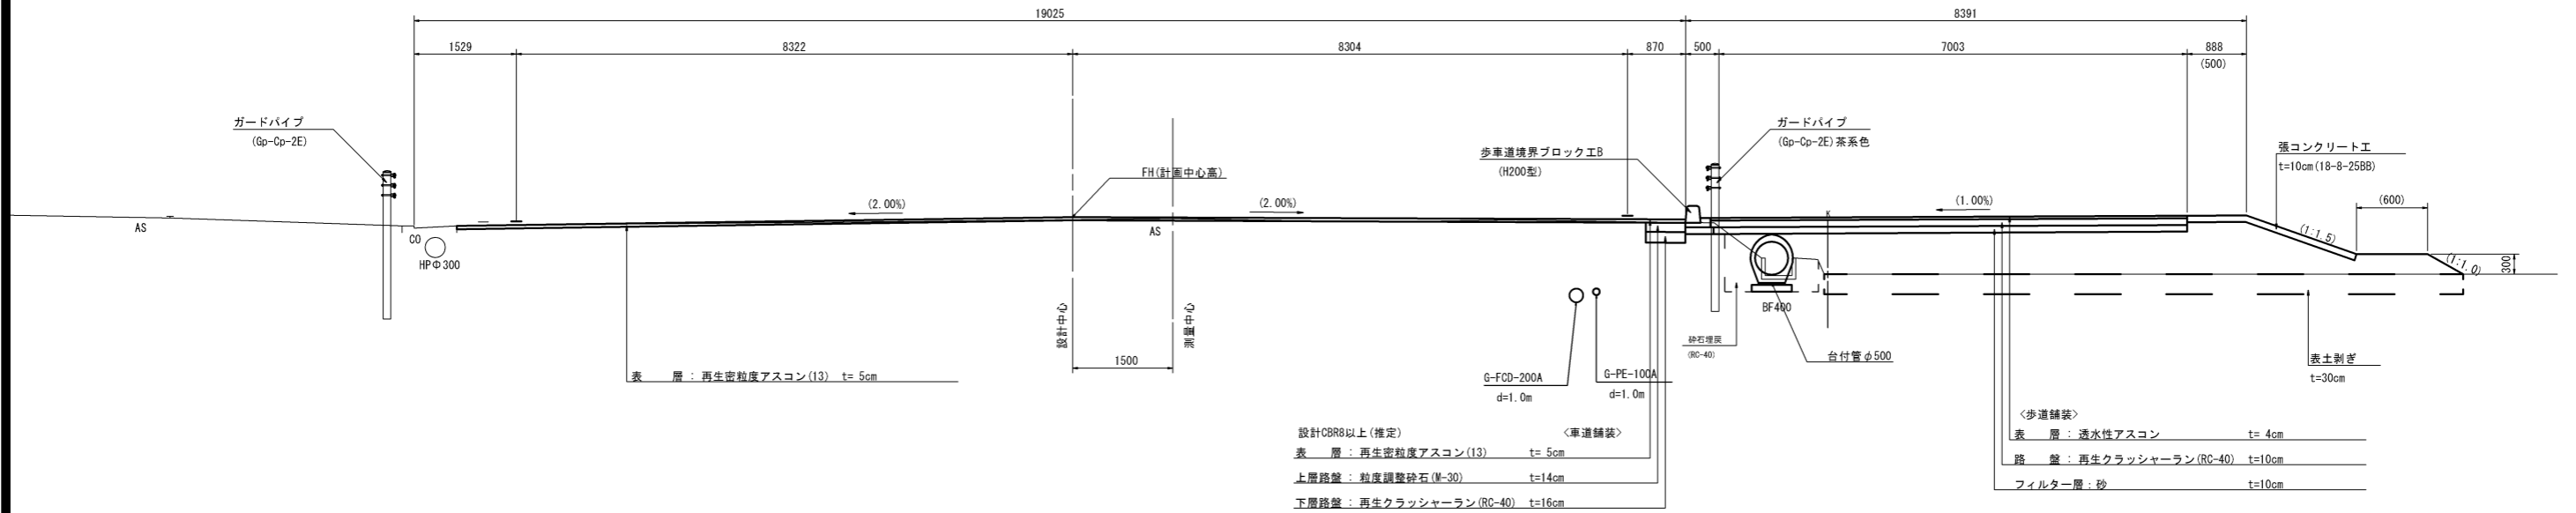 19025
8391
1529
8322
8304
870
500
7003
888
(500)
ガードパイプ
(Gp-Cp-2E)
歩車道境界ブロック工B
(H200型)
ガードパイプ
(Gp-Cp-2E)茶系色
張コンクリート工
t=10cm(18-8-25BB)
FH(計画中心高)
(2.00%)
(2.00%)
(1.00%)
(600)
K
AS
CO
HPΦ300
AS
(1:1.5)
(1:1.0)
300
設計中心
測量中心
1500
BF400
砕石埋戻
(RC-40)
台付管φ500
表土剥ぎ
t=30cm
表　層 : 再生密粒度アスコン(13) t= 5cm
G-FCD-200A
d=1.0m
G-PE-100A
d=1.0m
設計CBR8以上(推定) <車道舗装>
表　層 : 再生密粒度アスコン(13) t= 5cm
上層路盤 : 粒度調整砕石(M-30) t=14cm
下層路盤 : 再生クラッシャーラン(RC-40) t=16cm
<歩道舗装>
表　層 : 透水性アスコン t= 4cm
路　盤 : 再生クラッシャーラン(RC-40) t=10cm
フィルター層 : 砂 t=10cm